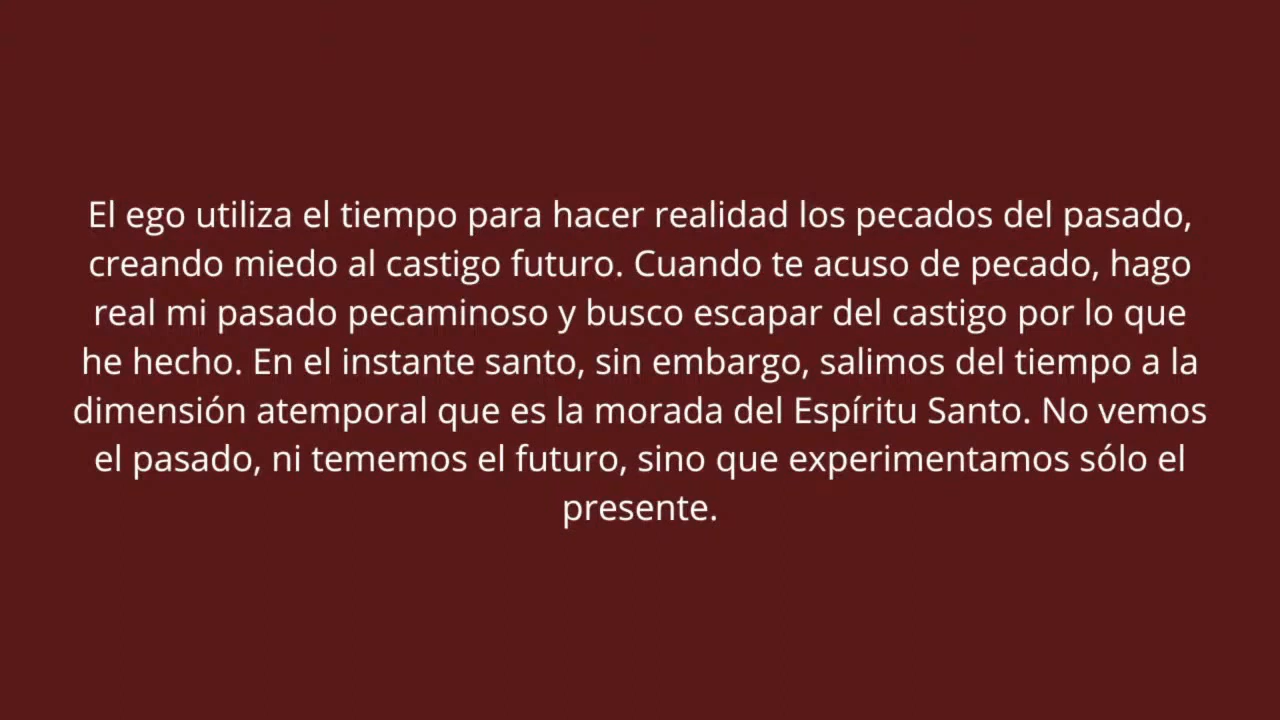 El ego utiliza el tiempo para hacer realidad los pecados del pasado,
creando miedo al castigo futuro. Cuando te acuso de pecado, hago
real mi pasado pecaminoso y busco escapar del castigo por lo que
he hecho. En el instante santo, sin embargo, salimos del tiempo a la
dimensión atemporal que es la morada del Espíritu Santo. No vemos
el pasado, ni tememos el futuro, sino que experimentamos sólo el
presente.